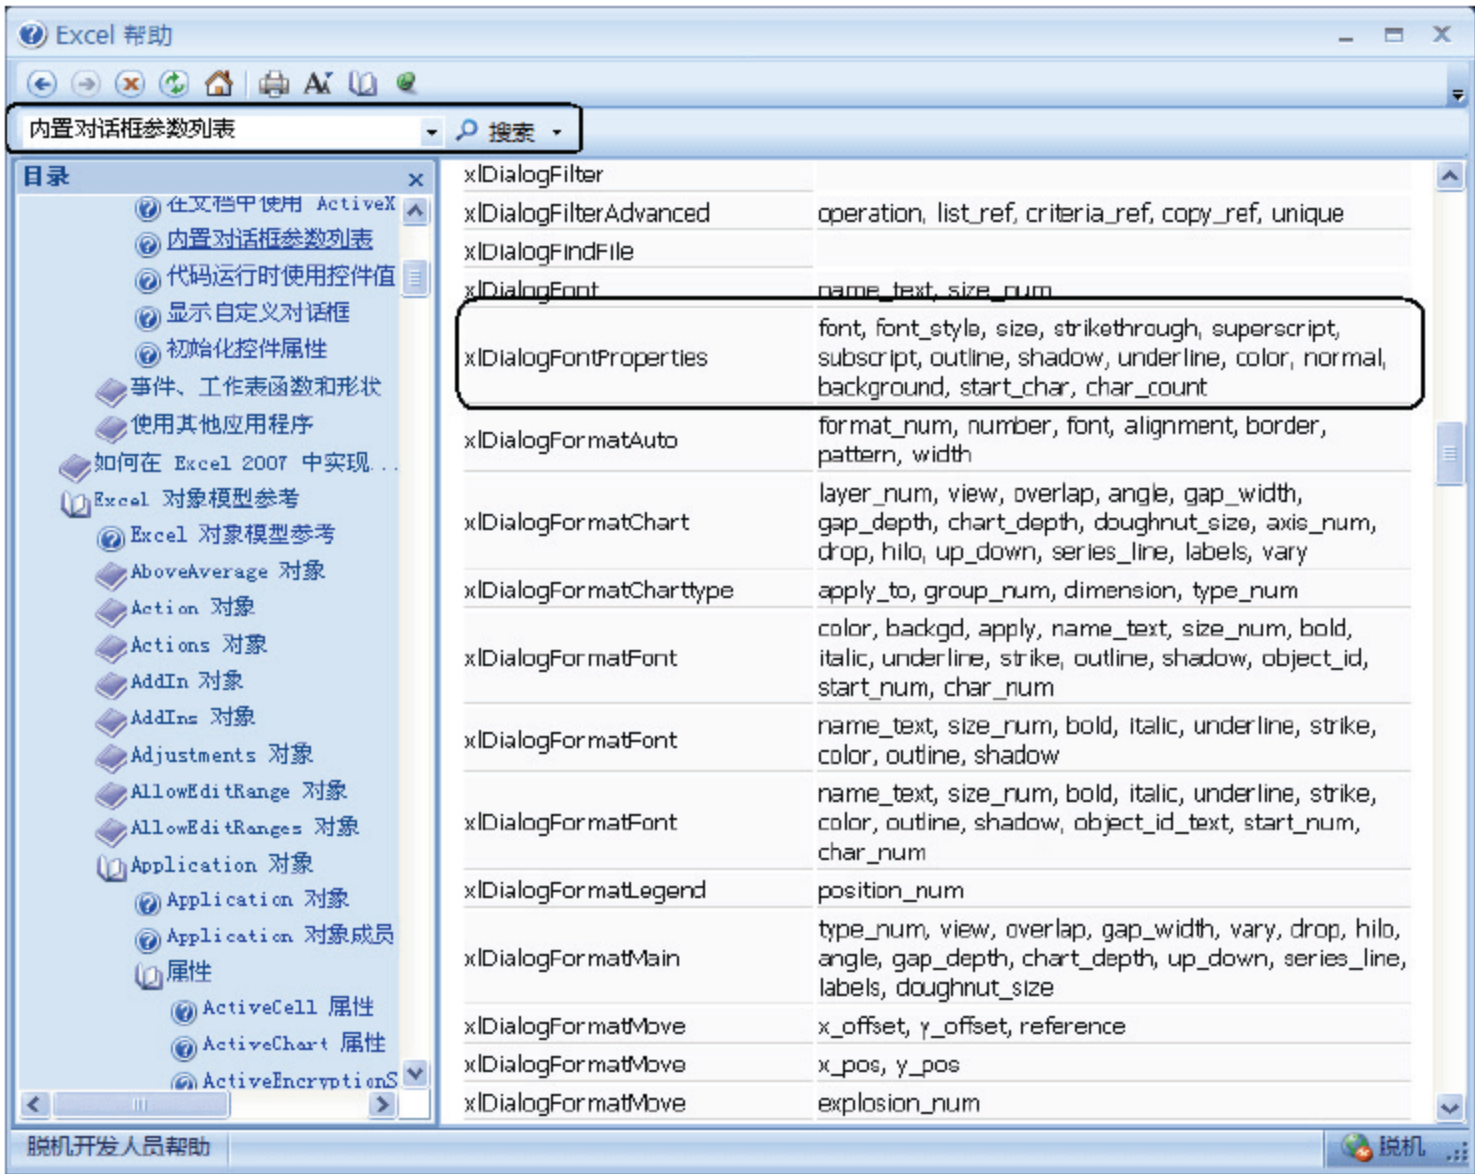 Excel 帮助
内置对话框参数列表
搜索
目录
在文档中使用 ActiveX
内置对话框参数列表
代码运行时使用控件值
显示自定义对话框
初始化控件属性
事件、工作表函数和形状
使用其他应用程序
如何在 Excel 2007 中实现...
Excel 对象模型参考
Excel 对象模型参考
AboveAverage 对象
Action 对象
Actions 对象
AddIn 对象
AddIns 对象
Adjustments 对象
AllowEditRange 对象
AllowEditRanges 对象
Application 对象
Application 对象
Application 对象成员
属性
ActiveCell 属性
ActiveChart 属性
ActiveEncryptionS
xlDialogFilter
xlDialogFilterAdvanced operation, list_ref, criteria_ref, copy_ref, unique
xlDialogFindFile
xlDialogFont name_text, size_num
xlDialogFontProperties
font, font_style, size, strikethrough, superscript,
subscript, outline, shadow, underline, color, normal,
background, start_char, char_count
xlDialogFormatAuto
format_num, number, font, alignment, border,
pattern, width
xlDialogFormatChart
layer_num, view, overlap, angle, gap_width,
gap_depth, chart_depth, doughnut_size, axis_num,
drop, hilo, up_down, series_line, labels, vary
xlDialogFormatCharttype apply_to, group_num, dimension, type_num
xlDialogFormatFont
color, backgd, apply, name_text, size_num, bold,
italic, underline, strike, outline, shadow, object_id,
start_num, char_num
xlDialogFormatFont
name_text, size_num, bold, italic, underline, strike,
color, outline, shadow
xlDialogFormatFont
name_text, size_num, bold, italic, underline, strike,
color, outline, shadow, object_id_text, start_num,
char_num
xlDialogFormatLegend position_num
xlDialogFormatMain
type_num, view, overlap, gap_width, vary, drop, hilo,
angle, gap_depth, chart_depth, up_down, series_line,
labels, doughnut_size
xlDialogFormatMove x_offset, y_offset, reference
xlDialogFormatMove x_pos, y_pos
xlDialogFormatMove explosion_num
脱机开发人员帮助
脱机